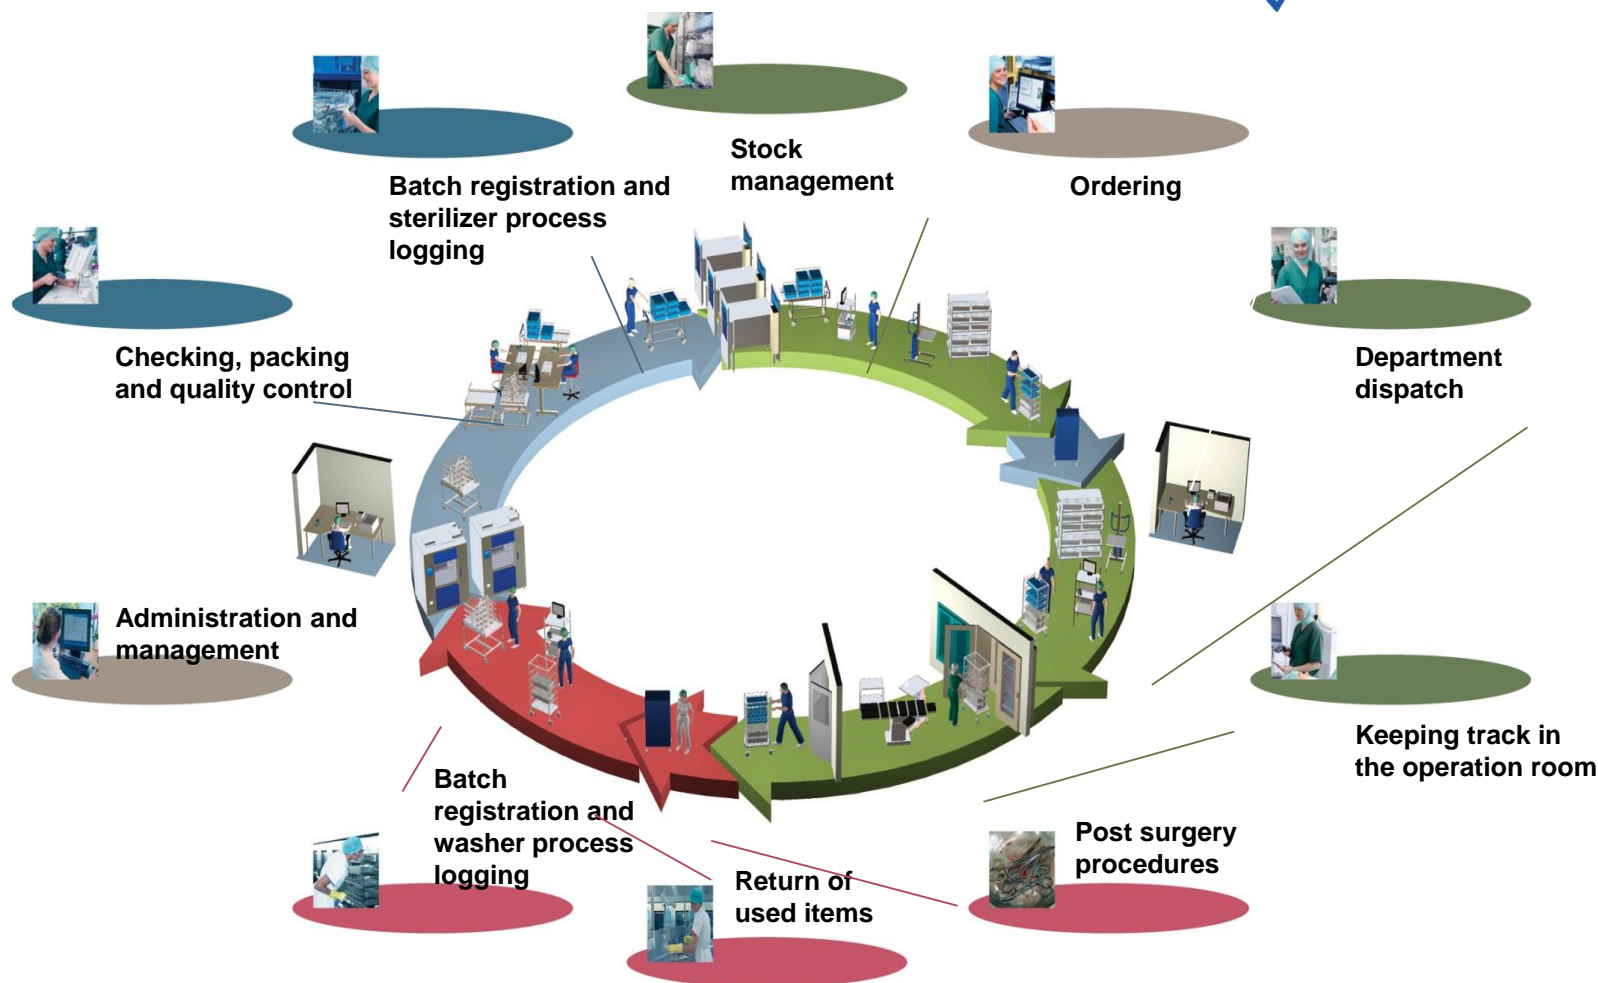 Stock
management
Ordering
Batch registration and
sterilizer process
logging
Checking, packing
and quality control
Department
dispatch
Administration and
management
Keeping track in
the operation room
Batch
registration and
washer process
logging
Post surgery
procedures
Return of
used items